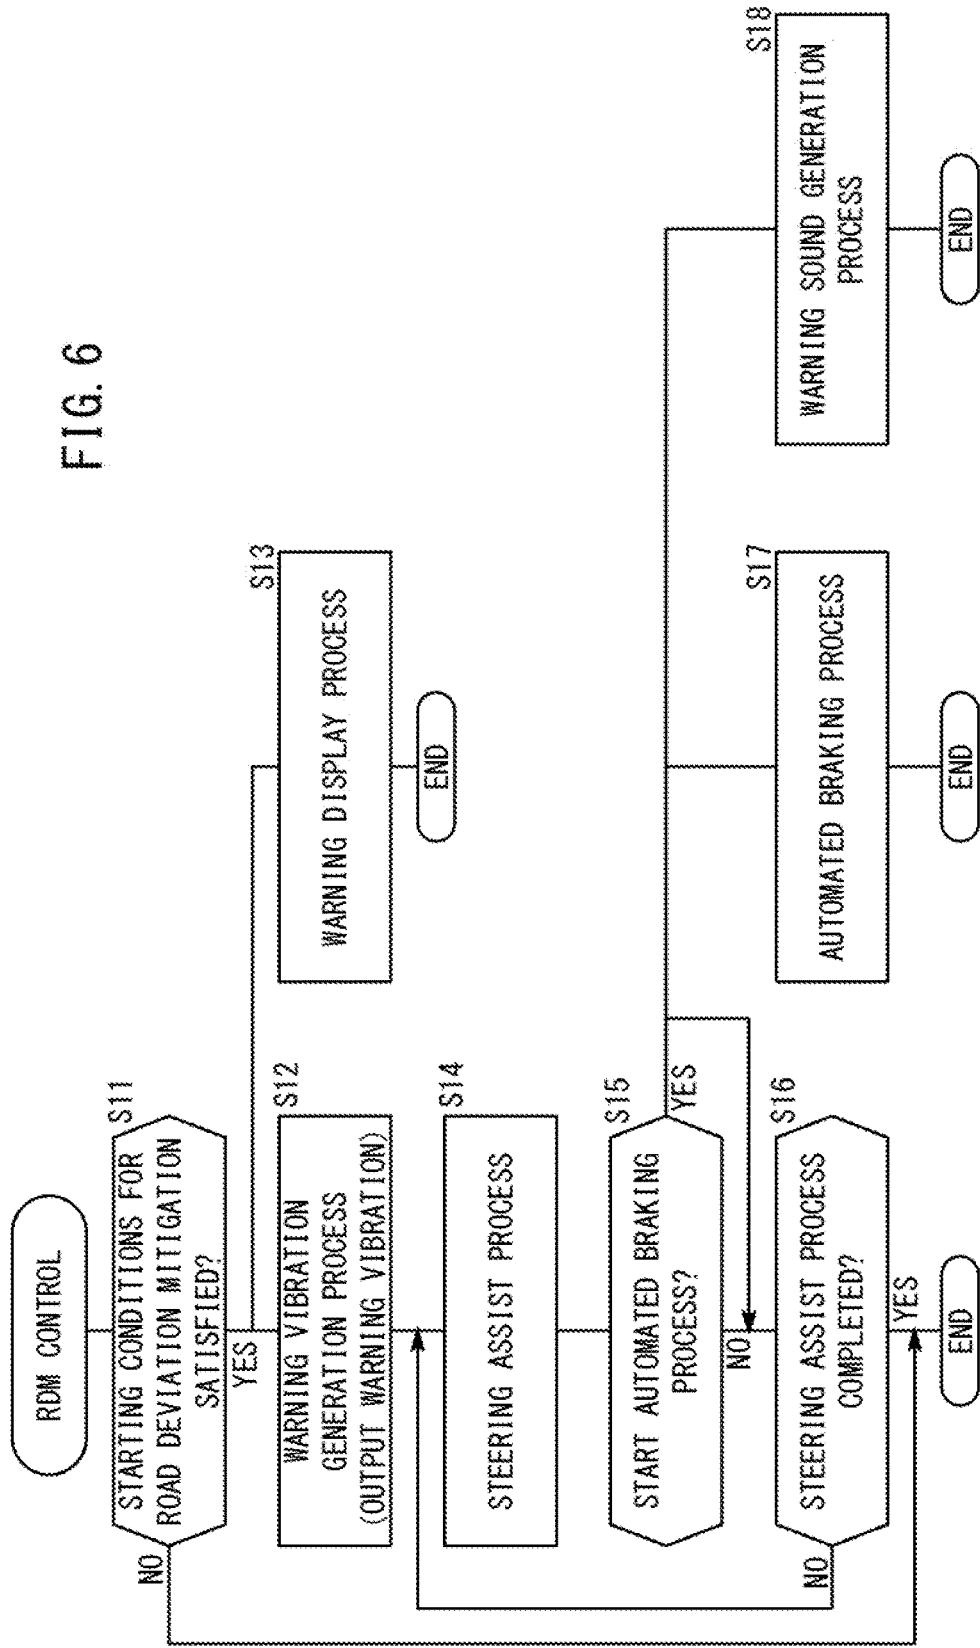 FIG. 6
RDM CONTROL
S11
STARTING CONDITIONS FOR
ROAD DEVIATION MITIGATION
SATISFIED?
NO
YES
S12
WARNING VIBRATION
GENERATION PROCESS
(OUTPUT WARNING VIBRATION)
S13
WARNING DISPLAY PROCESS
END
S14
STEERING ASSIST PROCESS
S15
START AUTOMATED BRAKING
PROCESS?
YES
NO
S16
STEERING ASSIST PROCESS
COMPLETED?
NO
YES
END
S17
AUTOMATED BRAKING PROCESS
END
S18
WARNING SOUND GENERATION
PROCESS
END